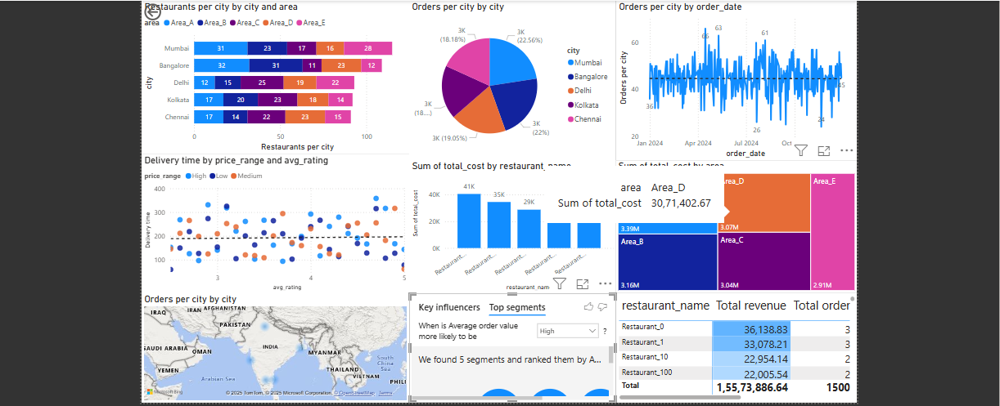 Restaurants per city by city and area
area Area_A Area_B Area_C Area_D Area_E
city
Mumbai 31 23 17 16 28
Bangalore 32 31 11 23 12
Delhi 12 15 25 19 22
Kolkata 17 20 23 18 14
Chennai 17 14 22 23 15
0 50 100
Restaurants per city
Orders per city by city
3K
(18.18%)
3K
(22.56%)
3K
(18....)
3K (19.05%)
3K
(22%)
city
Mumbai
Bangalore
Delhi
Kolkata
Chennai
Orders per city by order_date
Orders per city
60
40
20
63
61
36
26
24
45
Jan 2024 Apr 2024 Jul 2024 Oct
order_date
Delivery time by price_range and avg_rating
price_range High Low Medium
Delivery time
400
300
200
100
3 4 5
avg_rating
Sum of total_cost by restaurant_name
Sum of total_cost
40K
20K
0K
41K
35K
29K
Restaurant... Restaurant... Restaurant... Restaurant... Restaurant...
restaurant_nam
Sum of total_cost by area
area Area_D
Sum of total_cost 30,71,402.67
3.39M
Area_B
3.16M
Area_D
3.07M
Area_C
3.04M
Area_E
2.91M
Orders per city by city
IRAQ
IRAN
AFGHANISTAN
PAKISTAN
SAUDI ARABIA
OMAN
INDIA
MYANMAR
YEMEN
THAILAND
VIETNAM
PHILI
Arabian Sea
South
China
Sea
Microsoft Bing
© 2025 TomTom, © 2025 Microsoft Corporation, © OpenStreetMap Terms
Key influencers Top segments
When is Average order value
more likely to be
High
?
We found 5 segments and ranked them by A...
restaurant_name Total revenue Total order
Restaurant_0 36,138.83 3
Restaurant_1 33,078.21 3
Restaurant_10 22,954.14 2
Restaurant_100 22,005.54 2
Total 1,55,73,886.64 1500